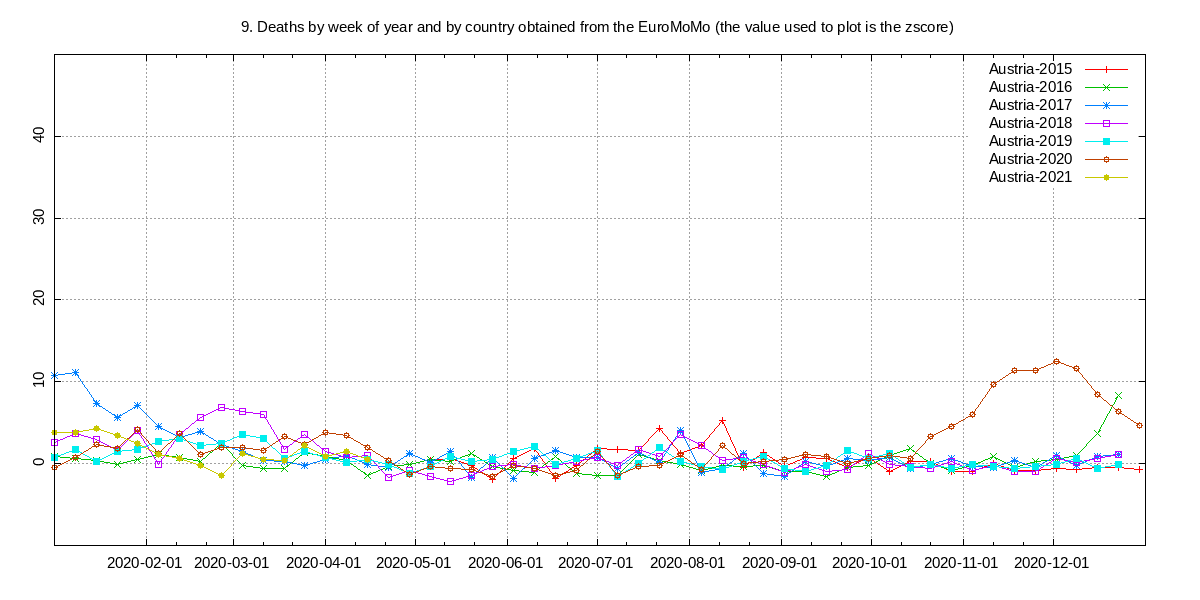 9. Deaths by week of year and by country obtained from the EuroMoMo (the value used to plot is the zscore)
Austria-2015
Austria-2016
Austria-2017
Austria-2018
Austria-2019
Austria-2020
Austria-2021
40
30
20
10
0
2020-02-01 2020-03-01 2020-04-01 2020-05-01 2020-06-01 2020-07-01 2020-08-01 2020-09-01 2020-10-01 2020-11-01 2020-12-01